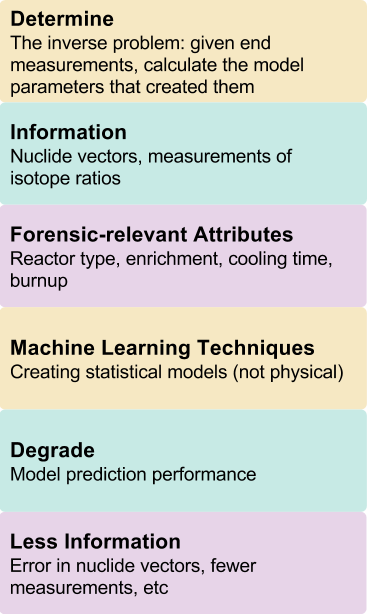 Determine
The inverse problem: given end
measurements, calculate the model
parameters that created them
Information
Nuclide vectors, measurements of
isotope ratios
Forensic-relevant Attributes
Reactor type, enrichment, cooling time,
burnup
Machine Learning Techniques
Creating statistical models (not physical)
Degrade
Model prediction performance
Less Information
Error in nuclide vectors, fewer
measurements, etc